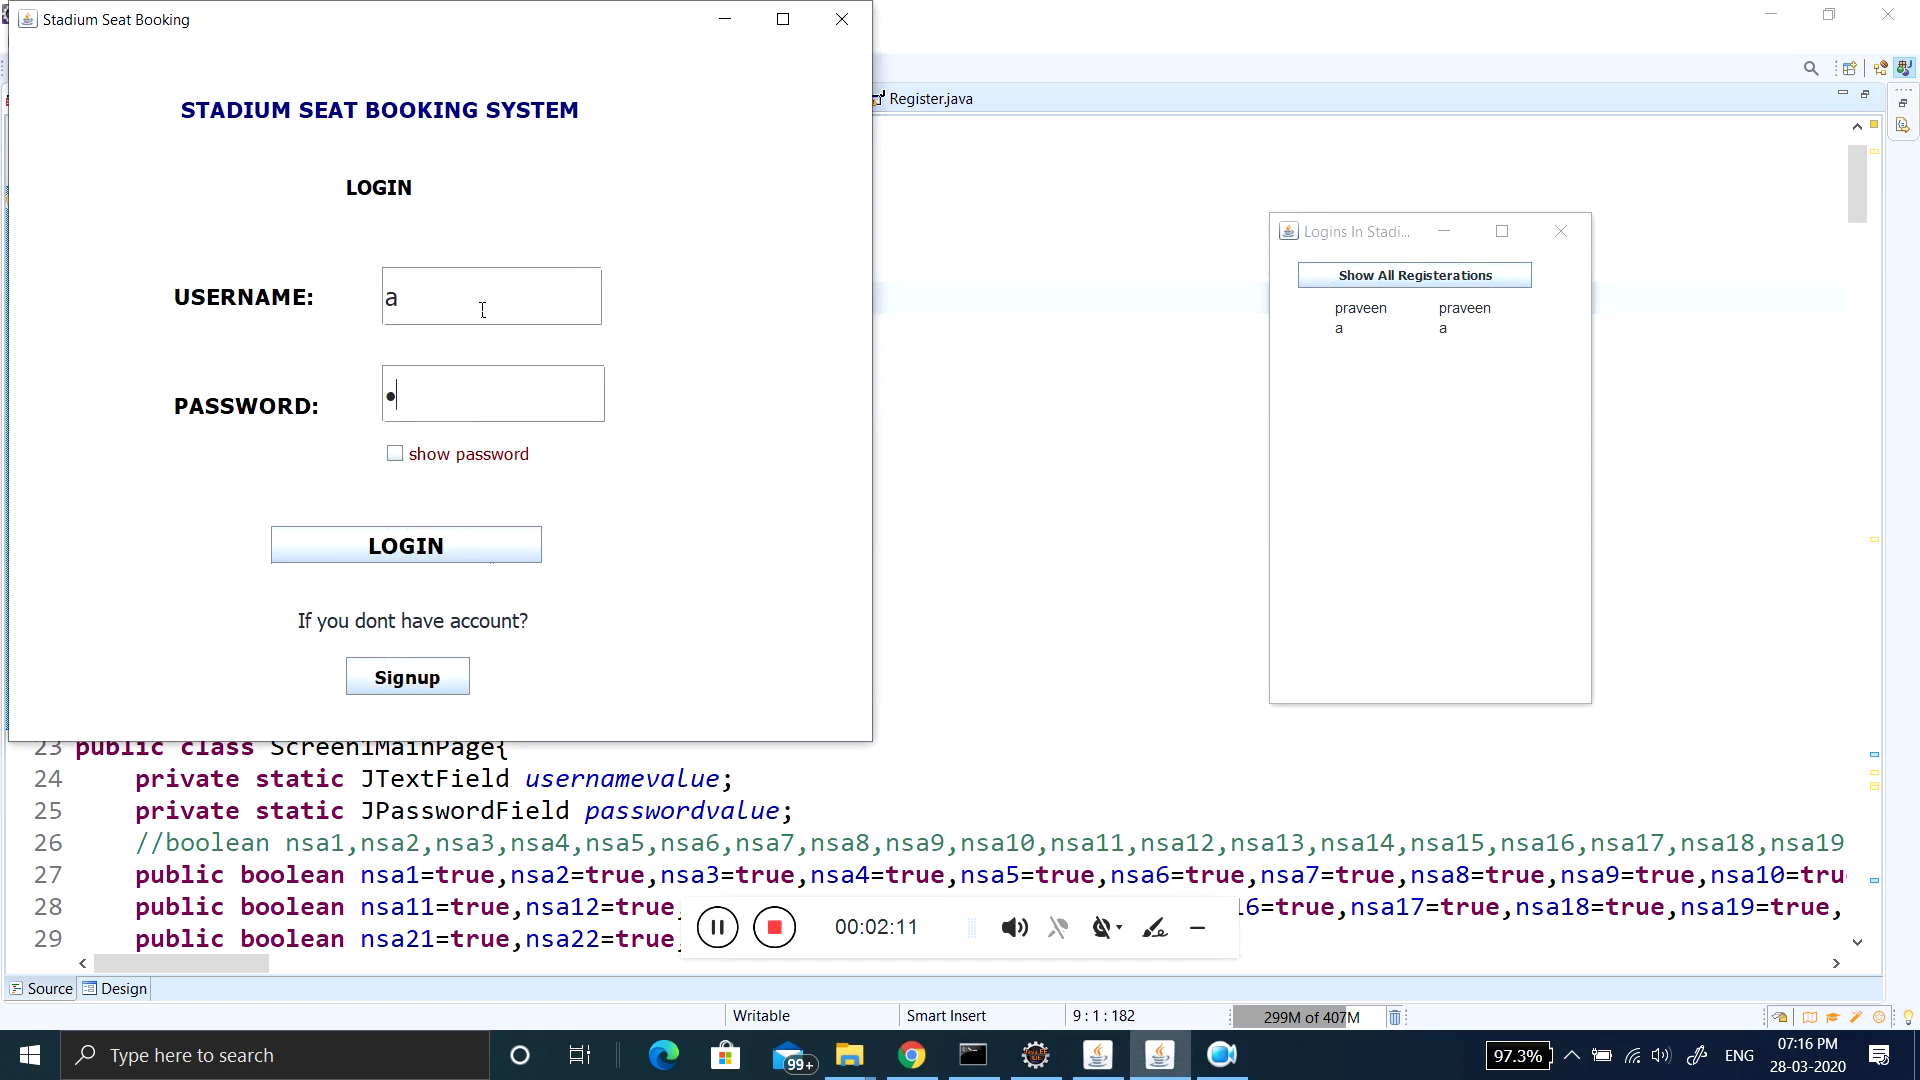 Stadium Seat Booking
STADIUM SEAT BOOKING SYSTEM
LOGIN
USERNAME:
a
PASSWORD:
show password
LOGIN
If you dont have account?
Signup
Register.java
Logins In Stadi...
Show All Registerations
praveen praveen
a a
23 public class Screen1MainPage{
24 private static JTextField usernamevalue;
25 private static JPasswordField passwordvalue;
26 //boolean nsa1,nsa2,nsa3,nsa4,nsa5,nsa6,nsa7,nsa8,nsa9,nsa10,nsa11,nsa12,nsa13,nsa14,nsa15,nsa16,nsa17,nsa18,nsa19
27 public boolean nsa1=true,nsa2=true,nsa3=true,nsa4=true,nsa5=true,nsa6=true,nsa7=true,nsa8=true,nsa9=true,nsa10=tru
28 public boolean nsa11=true,nsa12=true, 16=true,nsa17=true,nsa18=true,nsa19=true,
29 public boolean nsa21=true,nsa22=true,
00:02:11
Source Design
Writable Smart Insert 9 : 1 : 182 299M of 407M
Type here to search
99+
97.3%
ENG
07:16 PM
28-03-2020